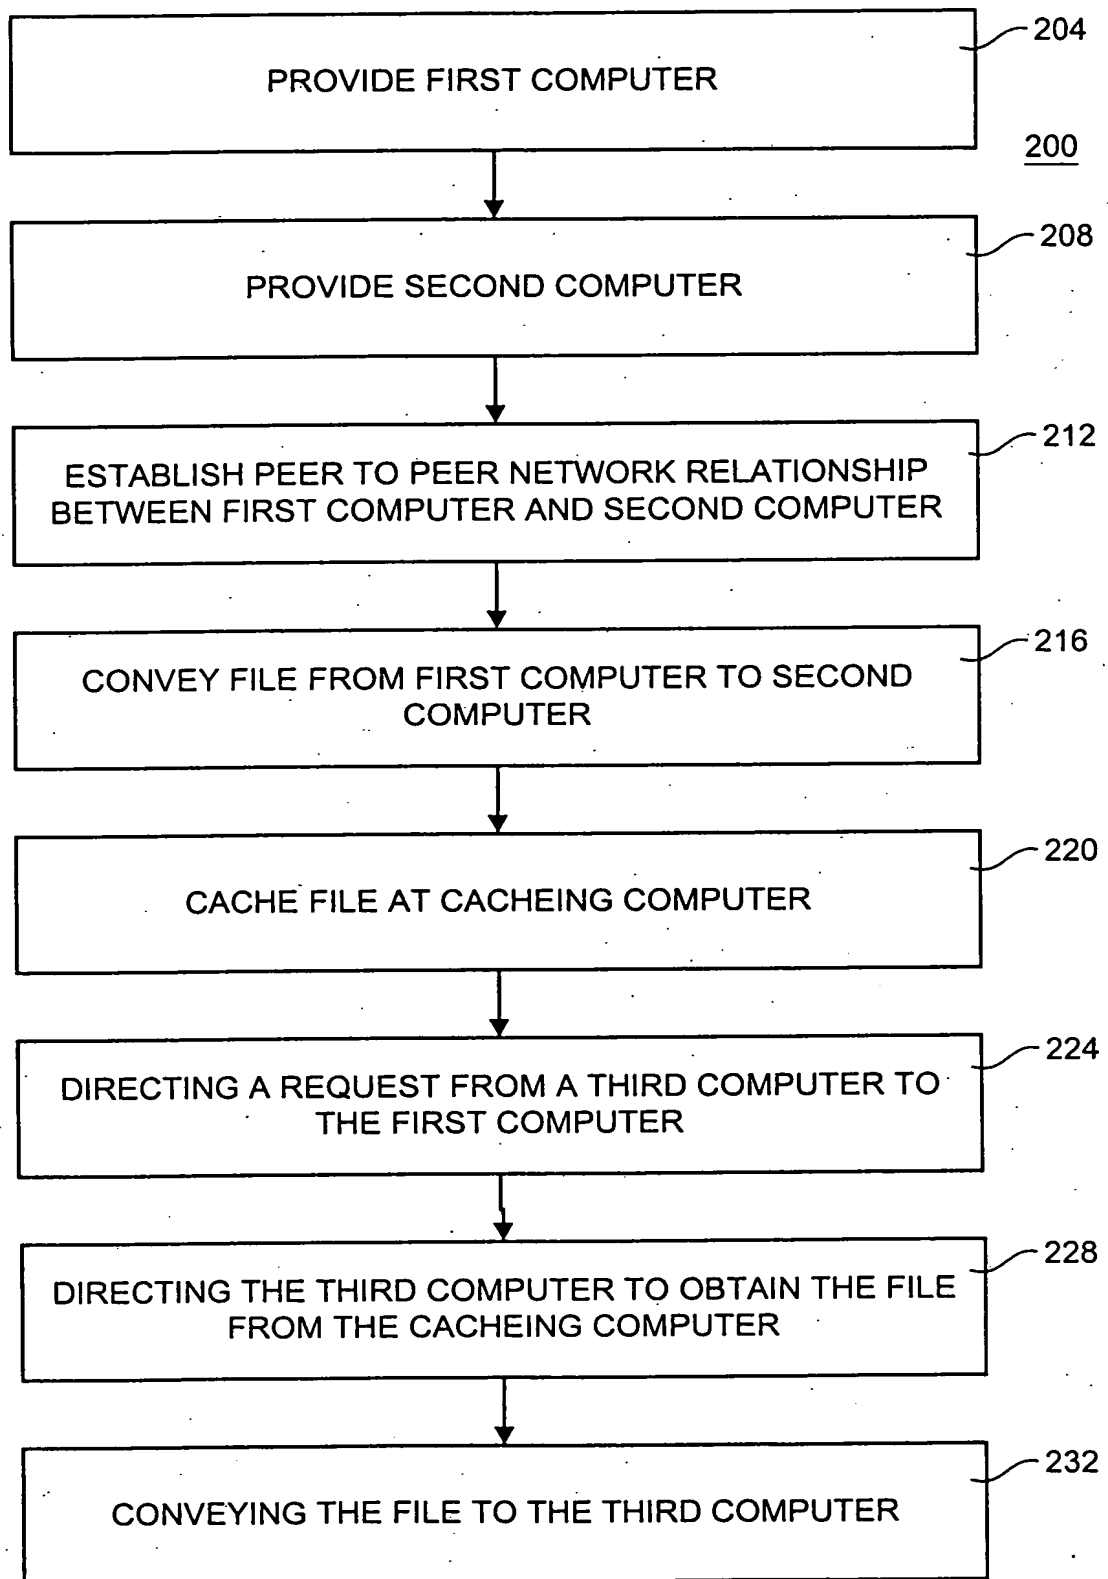 204
PROVIDE FIRST COMPUTER
200
208
PROVIDE SECOND COMPUTER
212
ESTABLISH PEER TO PEER NETWORK RELATIONSHIP
BETWEEN FIRST COMPUTER AND SECOND COMPUTER
216
CONVEY FILE FROM FIRST COMPUTER TO SECOND
COMPUTER
220
CACHE FILE AT CACHEING COMPUTER
224
DIRECTING A REQUEST FROM A THIRD COMPUTER TO
THE FIRST COMPUTER
228
DIRECTING THE THIRD COMPUTER TO OBTAIN THE FILE
FROM THE CACHEING COMPUTER
232
CONVEYING THE FILE TO THE THIRD COMPUTER